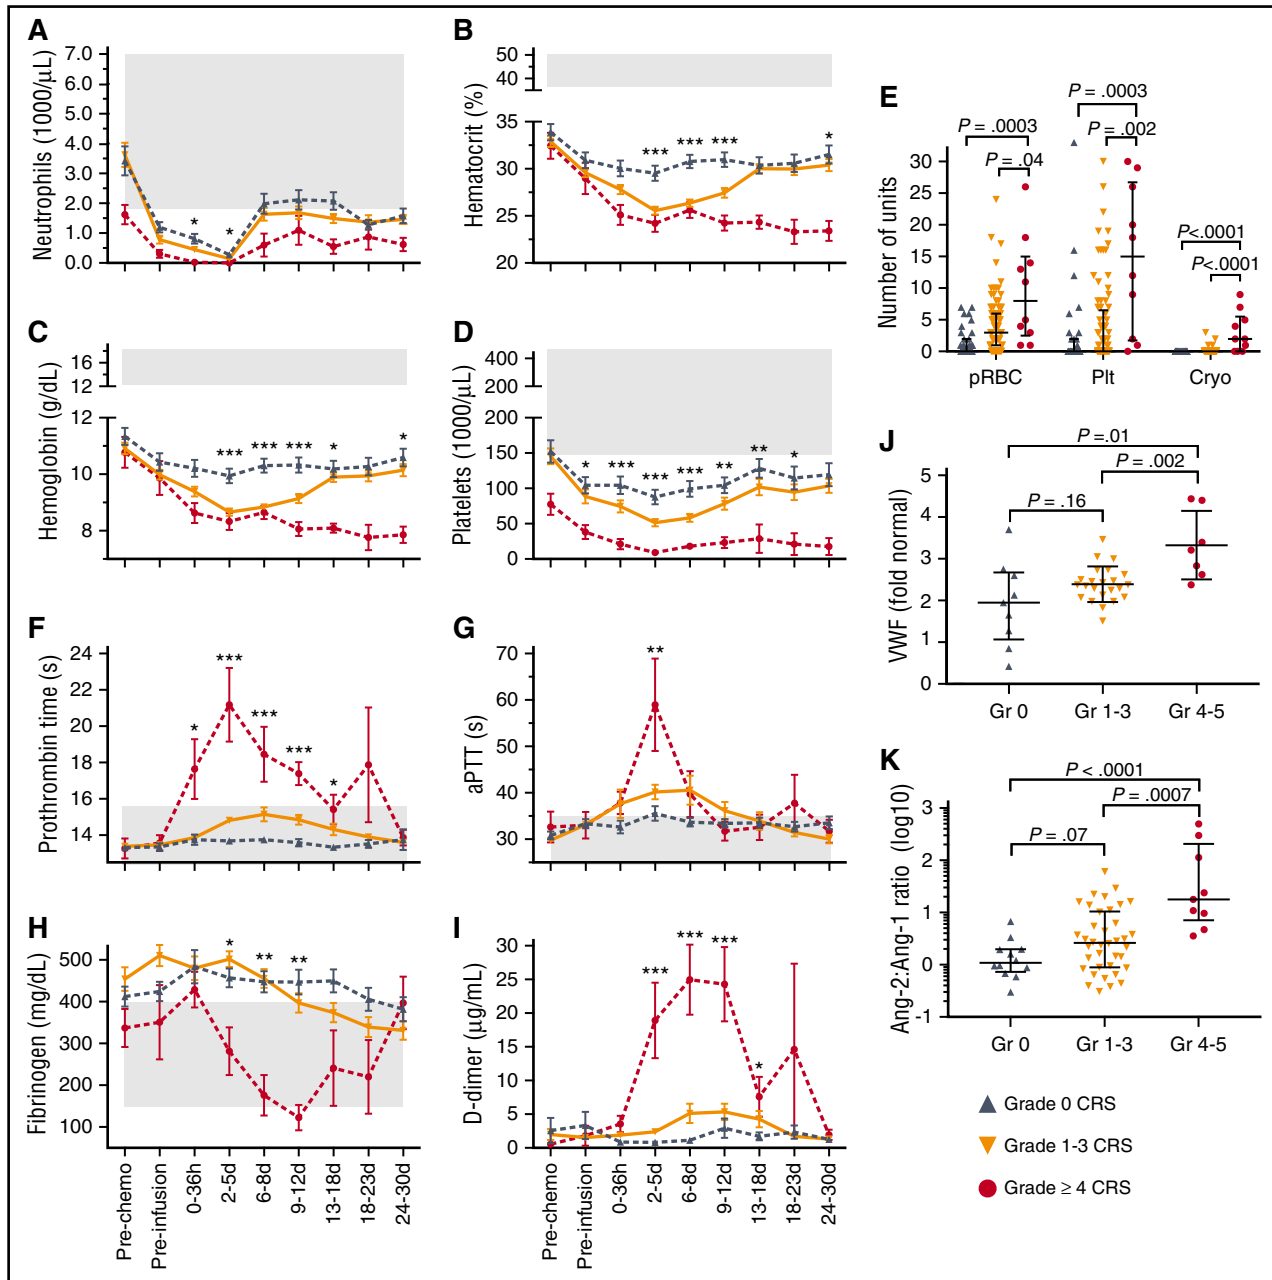 A
Neutrophils (1000/μL)
7.0
6.0
5.0
4.0
3.0
2.0
1.0
0.0
*
*
B
Hematocrit (%)
50
40
35
30
25
20
***
***
***
*
C
Hemoglobin (g/dL)
16
12
12
10
8
***
***
***
*
*
D
Platelets (1000/μL)
400
200
200
150
100
50
0
*
***
***
***
**
**
*
E
Number of units
30
25
20
15
10
5
0
P = .0003
P = .04
P = .0003
P = .002
P<.0001
P<.0001
pRBC
Plt
Cryo
F
Prothrombin time (s)
24
22
20
18
16
14
*
***
***
***
*
G
aPTT (s)
70
60
50
40
30
**
H
Fibrinogen (mg/dL)
500
400
300
200
100
*
**
**
Pre-chemo
Pre-infusion
0-36h
2-5d
6-8d
9-12d
13-18d
18-23d
24-30d
I
D-dimer (μg/mL)
30
25
20
15
10
5
0
***
***
***
*
Pre-chemo
Pre-infusion
0-36h
2-5d
6-8d
9-12d
13-18d
18-23d
24-30d
J
VWF (fold normal)
5
4
3
2
1
0
P =.01
P = .002
P = .16
Gr 0
Gr 1-3
Gr 4-5
K
Ang-2:Ang-1 ratio (log10)
3
2
1
0
-1
P < .0001
P = .0007
P = .07
Gr 0
Gr 1-3
Gr 4-5
Grade 0 CRS
Grade 1-3 CRS
Grade ≥ 4 CRS